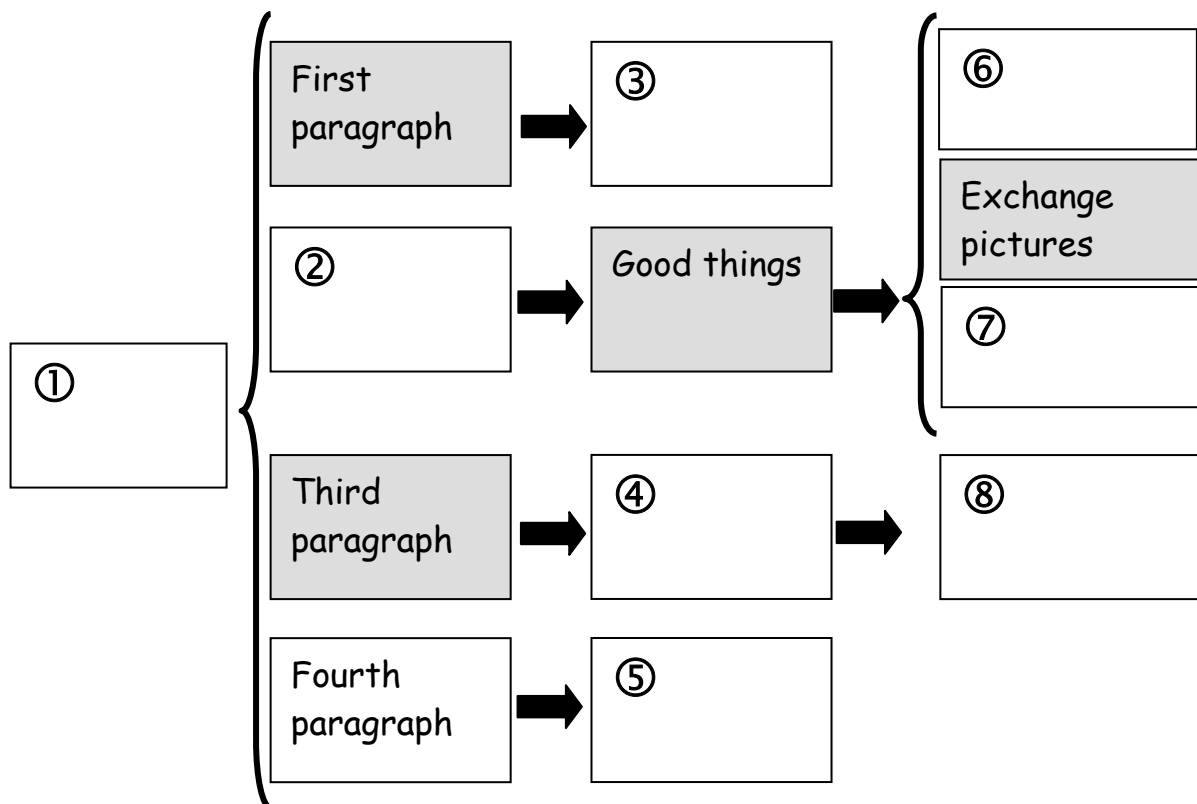 ①
First
paragraph
③
②
Good things
⑥
Exchange
pictures
⑦
Third
paragraph
④
⑧
Fourth
paragraph
⑤